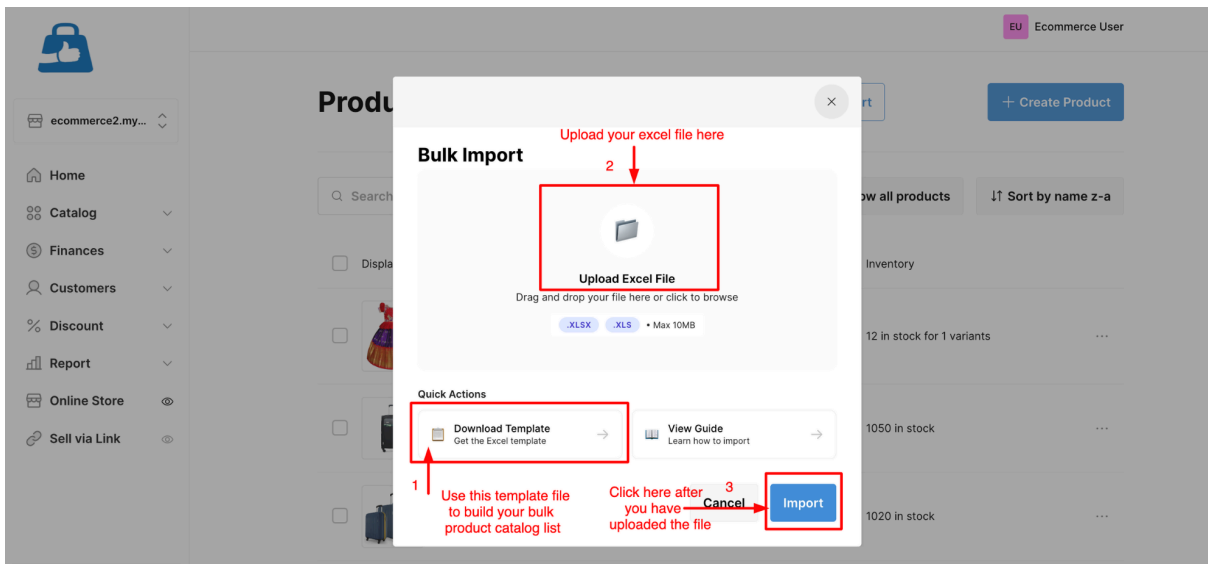 EU Ecommerce User
ecommerce2.my...
Produ
rt
+ Create Product
Home
Catalog
Finances
Customers
Discount
Report
Online Store
Sell via Link
Search
ow all products
Sort by name z-a
Displa
Inventory
12 in stock for 1 variants
1050 in stock
1020 in stock
Upload your excel file here
Bulk Import
2
Upload Excel File
Drag and drop your file here or click to browse
.XLSX .XLS • Max 10MB
Quick Actions
Download Template
Get the Excel template
View Guide
Learn how to import
1
Use this template file
to build your bulk
product catalog list
Click here after
you have
uploaded the file
3
Cancel
Import